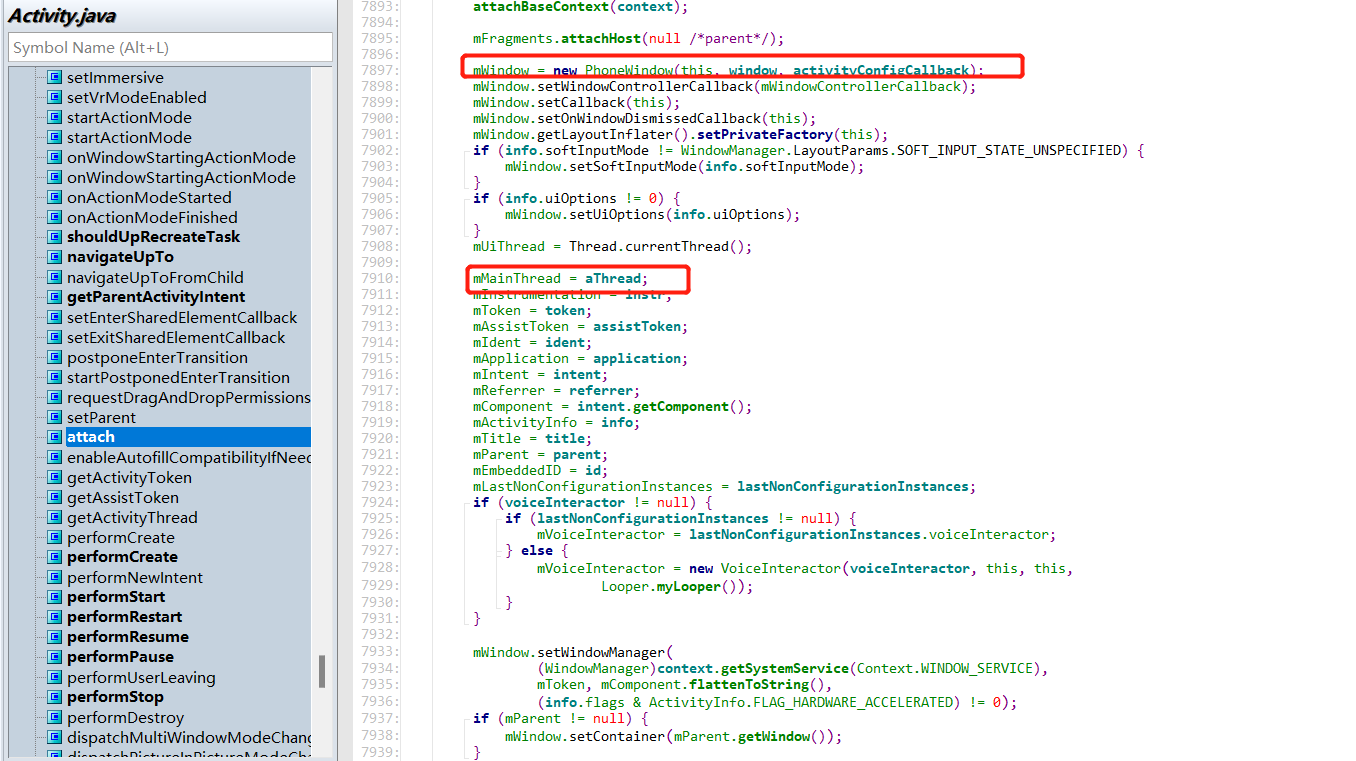 Activity.java
Symbol Name (Alt+L)
setImmersive
setVrModeEnabled
startActionMode
startActionMode
onWindowStartingActionMode
onWindowStartingActionMode
onActionModeStarted
onActionModeFinished
shouldUpRecreateTask
navigateUpTo
navigateUpToFromChild
getParentActivityIntent
setEnterSharedElementCallback
setExitSharedElementCallback
postponeEnterTransition
startPostponedEnterTransition
requestDragAndDropPermissions
setParent
attach
enableAutofillCompatibilityIfNeec
getActivityToken
getAssistToken
getActivityThread
performCreate
performCreate
performNewIntent
performStart
performRestart
performResume
performPause
performUserLeaving
performStop
performDestroy
dispatchMultiWindowModeChang
dispatchPictureInPictureModeCha
7893: attachBaseContext(context);
7894:
7895: mFragments.attachHost(null /*parent*/);
7896:
7897: mWindow = new PhoneWindow(this, window, activityConfigCallback);
7898: mWindow.setWindowControllerCallback(mWindowControllerCallback);
7899: mWindow.setCallback(this);
7900: mWindow.setOnWindowDismissedCallback(this);
7901: mWindow.getLayoutInflater().setPrivateFactory(this);
7902: if (info.softInputMode != WindowManager.LayoutParams.SOFT_INPUT_STATE_UNSPECIFIED) {
7903: mWindow.setSoftInputMode(info.softInputMode);
7904: }
7905: if (info.uiOptions != 0) {
7906: mWindow.setUiOptions(info.uiOptions);
7907: }
7908: mUiThread = Thread.currentThread();
7909:
7910: mMainThread = aThread;
7911: mInstrumentation = instr;
7912: mToken = token;
7913: mAssistToken = assistToken;
7914: mIdent = ident;
7915: mApplication = application;
7916: mIntent = intent;
7917: mReferrer = referrer;
7918: mComponent = intent.getComponent();
7919: mActivityInfo = info;
7920: mTitle = title;
7921: mParent = parent;
7922: mEmbeddedID = id;
7923: mLastNonConfigurationInstances = lastNonConfigurationInstances;
7924: if (voiceInteractor != null) {
7925: if (lastNonConfigurationInstances != null) {
7926: mVoiceInteractor = lastNonConfigurationInstances.voiceInteractor;
7927: } else {
7928: mVoiceInteractor = new VoiceInteractor(voiceInteractor, this, this,
7929: Looper.myLooper());
7930: }
7931: }
7932:
7933: mWindow.setWindowManager(
7934: (WindowManager)context.getSystemService(Context.WINDOW_SERVICE),
7935: mToken, mComponent.flattenToString(),
7936: (info.flags & ActivityInfo.FLAG_HARDWARE_ACCELERATED) != 0);
7937: if (mParent != null) {
7938: mWindow.setContainer(mParent.getWindow());
7939: }